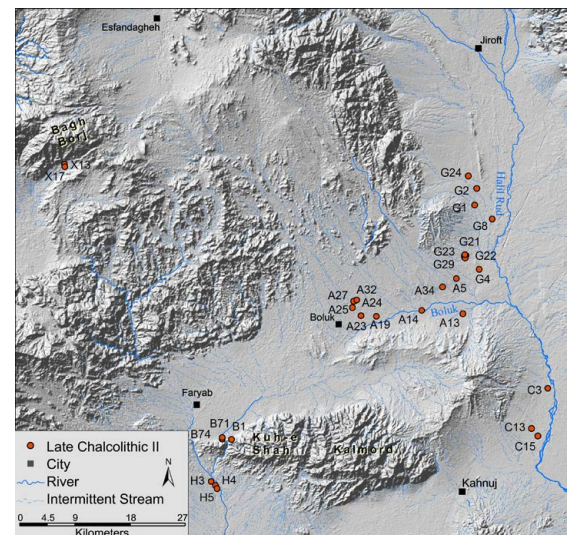 Esfandagheh
Jiroft
Bagh
Borj
X13
X17
G24
G2
G1
Halil Rud
G8
G21
G23
G22
G29
G4
A34
A5
A32
A27
A24
A25
Boluk
A23
A19
A14
Boluk
A13
C3
Faryab
B71
B1
B74
Kuh-e
Shah
Kalmord
C13
C15
H3
H4
H5
Kahnuj
Late Chalcolithic II
City
N
River
Intermittent Stream
0 4.5 9 18 27
Kilometers